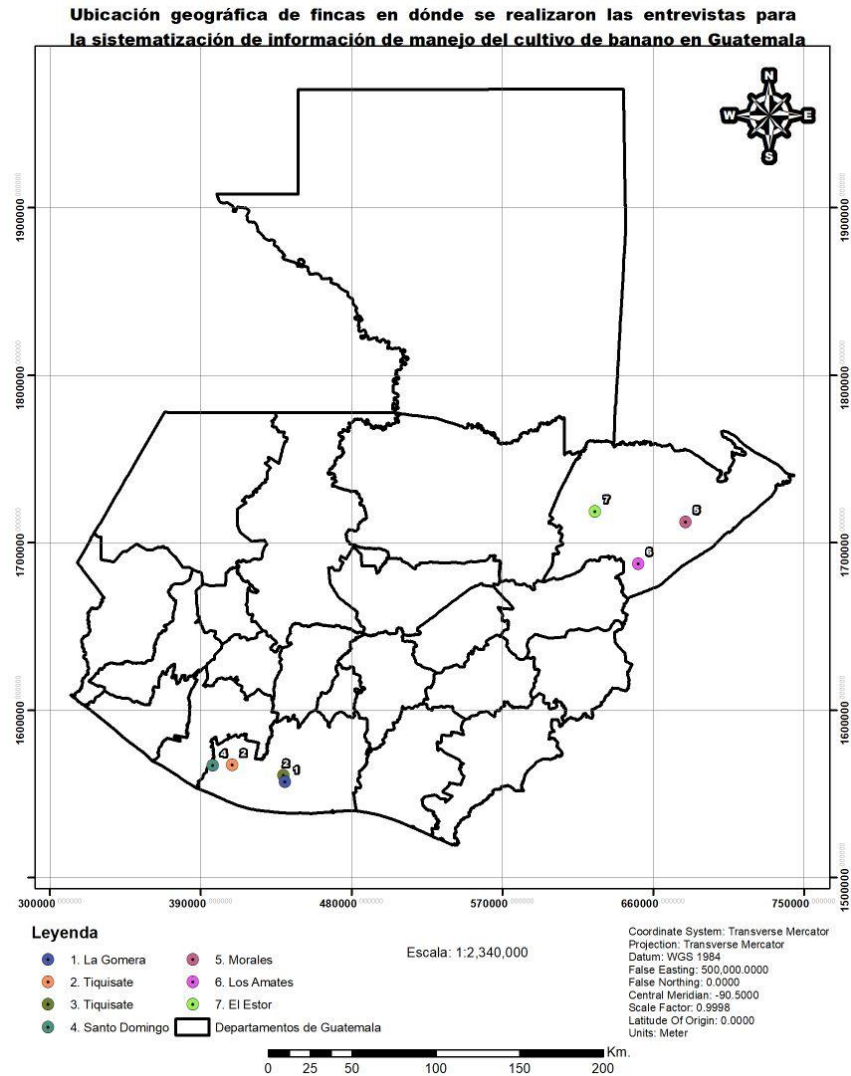 Ubicación geográfica de fincas en dónde se realizaron las entrevistas para
la sistematización de información de manejo del cultivo de banano en Guatemala
N
W E
S
1900000
1900000
1800000
1800000
7
5
1700000
6
1700000
1600000
1600000
4 2
2
1
1500000
300000 390000 480000 570000 660000 750000
Leyenda
1. La Gomera
2. Tiquisate
3. Tiquisate
4. Santo Domingo
5. Morales
6. Los Amates
7. El Estor
Departamentos de Guatemala
Escala: 1:2,340,000
Coordinate System: Transverse Mercator
Projection: Transverse Mercator
Datum: WGS 1984
False Easting: 500,000.0000
False Northing: 0.0000
Central Meridian: -90.5000
Scale Factor: 0.9998
Latitude Of Origin: 0.0000
Units: Meter
Km.
0 25 50 100 150 200